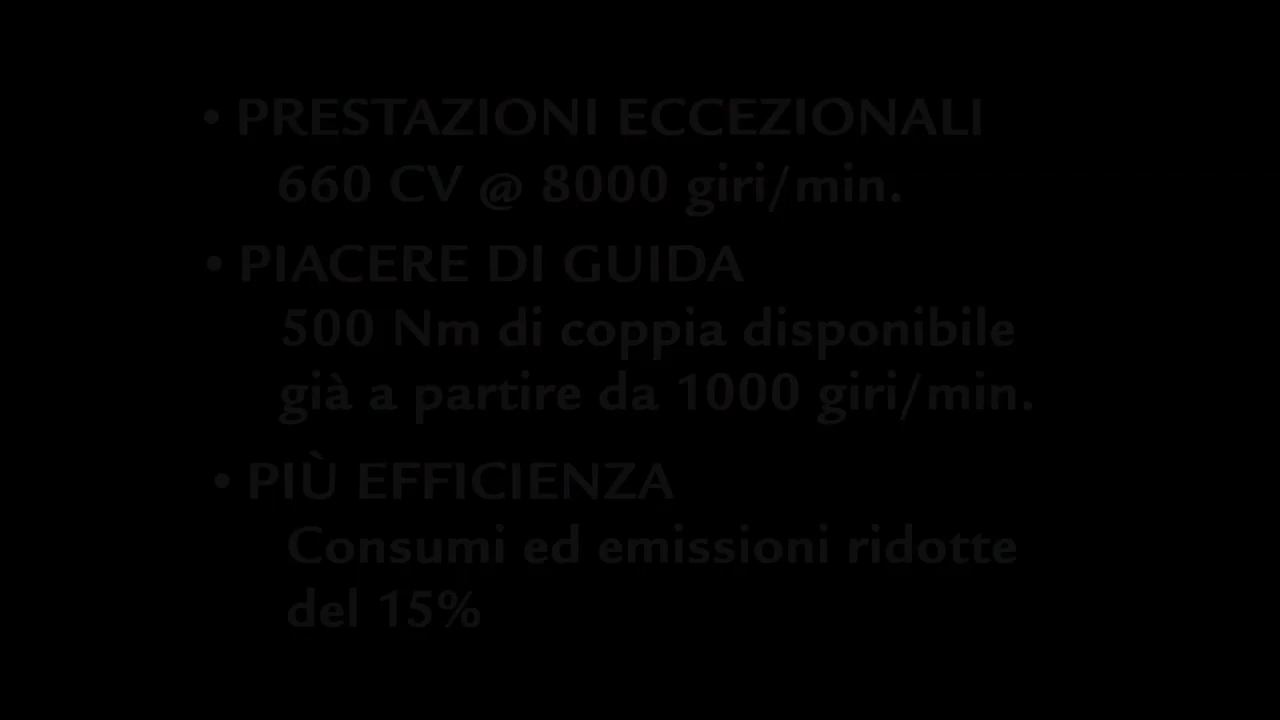 • PRESTAZIONI ECCEZIONALI
660 CV @ 8000 giri/min.
• PIACERE DI GUIDA
500 Nm di coppia disponibile
già a partire da 1000 giri/min.
• PIÙ EFFICIENZA
Consumi ed emissioni ridotte
del 15%